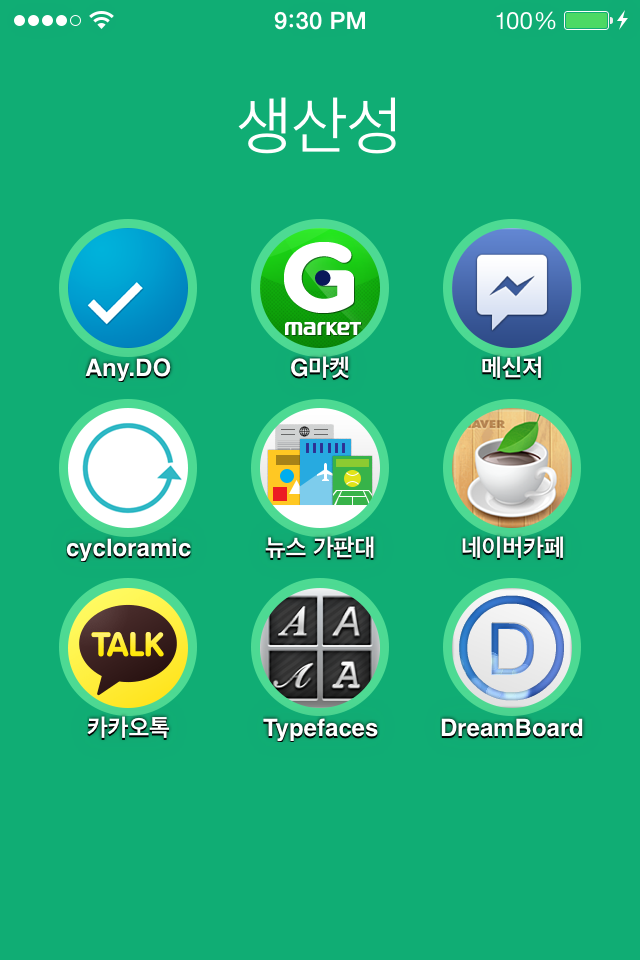 9:30 PM 100%
생산성
G
market
Any.DO G마켓 메신저
NAVER
cycloramic 뉴스 가판대 네이버카페
TALK
A A
A A
D
카카오톡 Typefaces DreamBoard